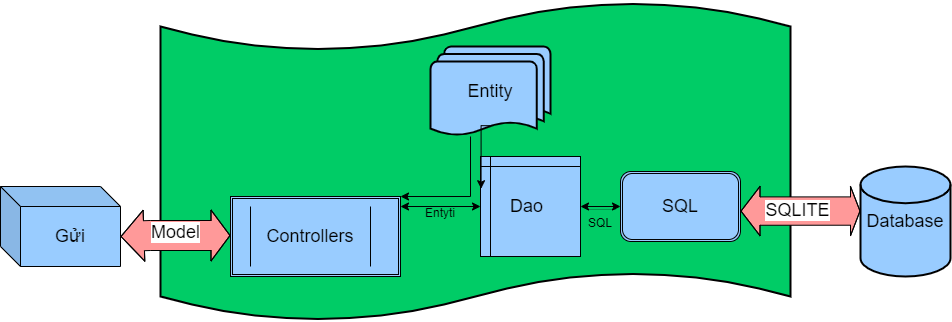 Entity
Gửi
Model
Controllers
Entyti
Dao
SQL
SQL
SQLITE
Database